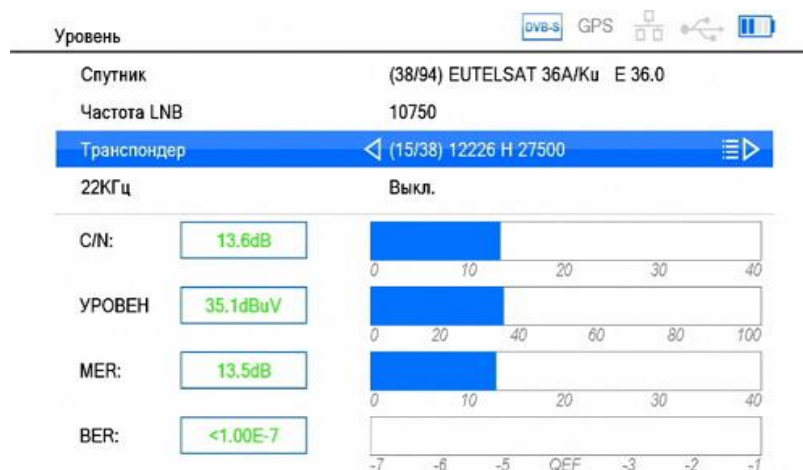 Уровень DVB-S GPS
Спутник (38/94) EUTELSAT 36A/Ku E 36.0
Частота LNB 10750
Транспондер (15/38) 12226 H 27500
22КГц Выкл.
C/N: 13.6dB
0 10 20 30 40
УРОВЕН 35.1dBuV
0 20 40 60 80 100
MER: 13.5dB
0 10 20 30 40
BER: <1.00E-7
-7 -6 -5 QEF -3 -2 -1